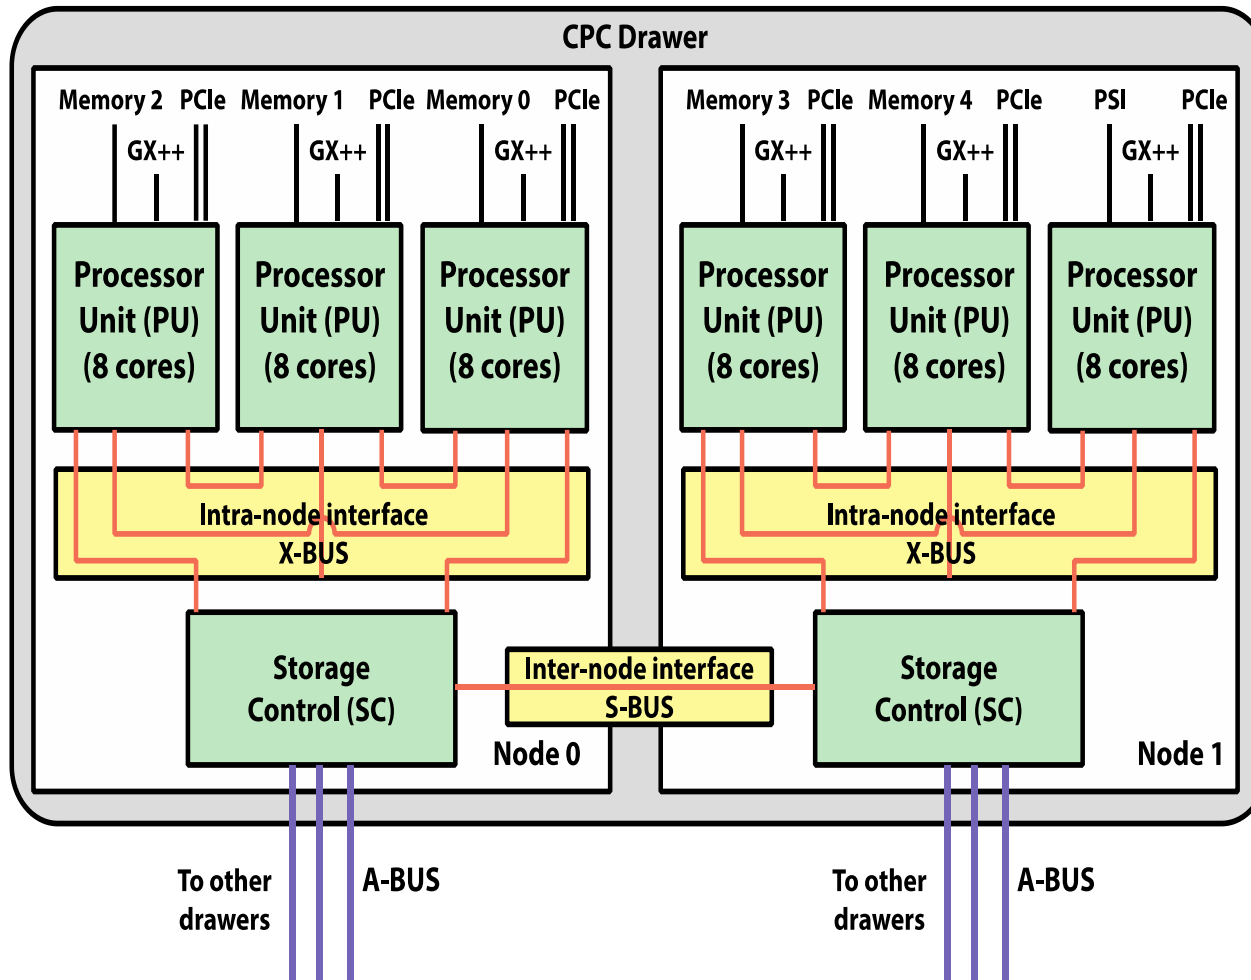 CPC Drawer
Memory 2 PCIe Memory 1 PCIe Memory 0 PCIe
GX++ GX++ GX++
Processor Unit (PU) (8 cores)
Processor Unit (PU) (8 cores)
Processor Unit (PU) (8 cores)
Intra-node interface
X-BUS
Storage
Control (SC)
Node 0
Inter-node interface
S-BUS
Memory 3 PCIe Memory 4 PCIe PSI PCIe
GX++ GX++ GX++
Processor Unit (PU) (8 cores)
Processor Unit (PU) (8 cores)
Processor Unit (PU) (8 cores)
Intra-node interface
X-BUS
Storage
Control (SC)
Node 1
To other
drawers
A-BUS
To other
drawers
A-BUS